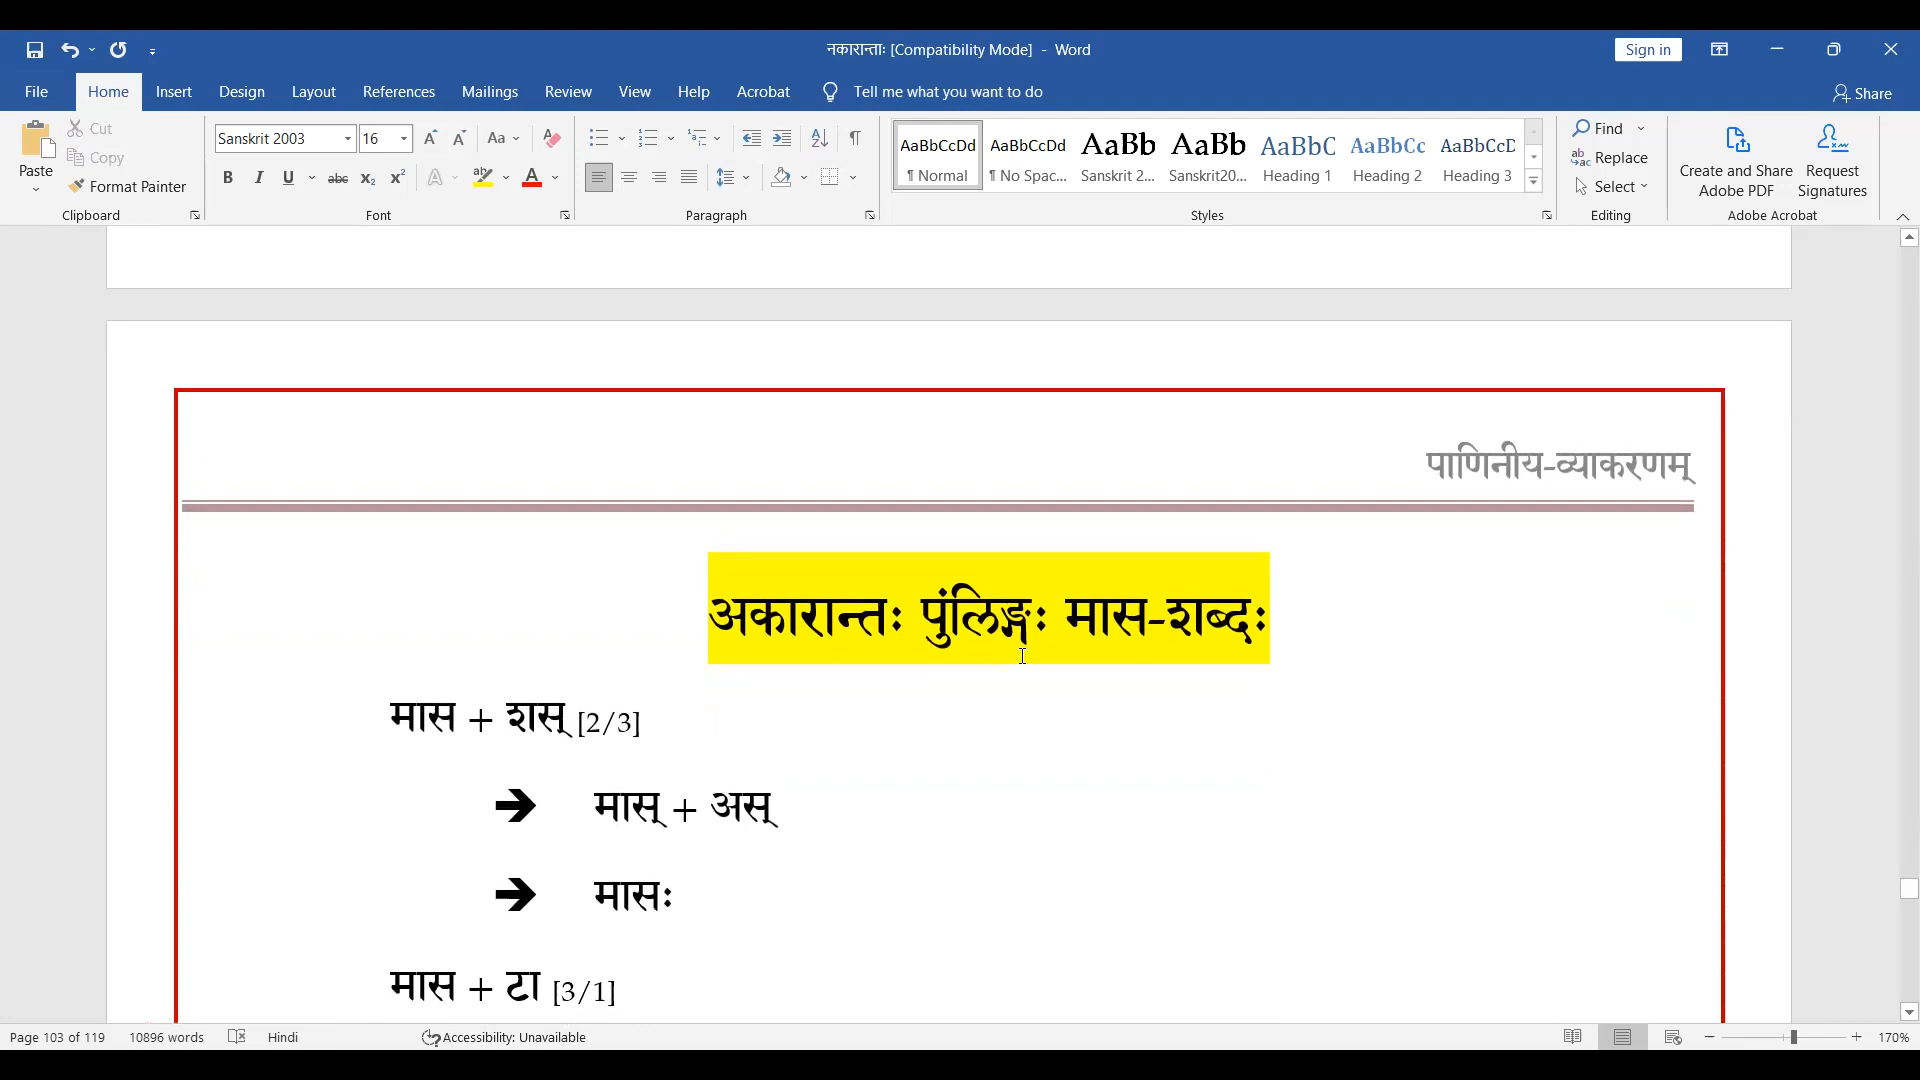 नकारान्ताः [Compatibility Mode] - Word
Sign in
File Home Insert Design Layout References Mailings Review View Help Acrobat Tell me what you want to do Share
Paste Cut Copy Format Painter
Sanskrit 2003 16
AaBbCcDd AaBbCcDd AaBb AaBb AaBbC AaBbCc AaBbCcD
¶ Normal ¶ No Spac... Sanskrit 2... Sanskrit20... Heading 1 Heading 2 Heading 3
Find Replace Select
Create and Share Adobe PDF
Request Signatures
Clipboard Font Paragraph Styles Editing Adobe Acrobat
पाणिनीय-व्याकरणम्
अकारान्तः पुंलिङ्गः मास-शब्दः
मास + शस् [2/3]
➔ मास् + अस्
➔ मासः
मास + टा [3/1]
Page 103 of 119 10896 words Hindi Accessibility: Unavailable 170%